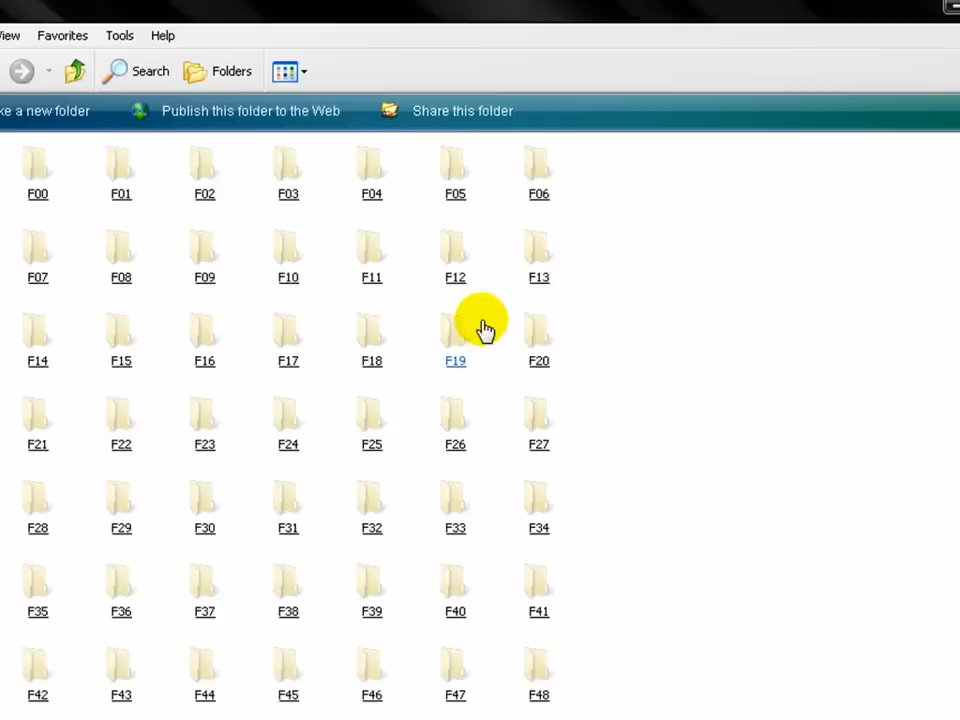 iew Favorites Tools Help
Search Folders
ke a new folder Publish this folder to the Web Share this folder
F00 F01 F02 F03 F04 F05 F06
F07 F08 F09 F10 F11 F12 F13
F14 F15 F16 F17 F18 F19 F20
F21 F22 F23 F24 F25 F26 F27
F28 F29 F30 F31 F32 F33 F34
F35 F36 F37 F38 F39 F40 F41
F42 F43 F44 F45 F46 F47 F48